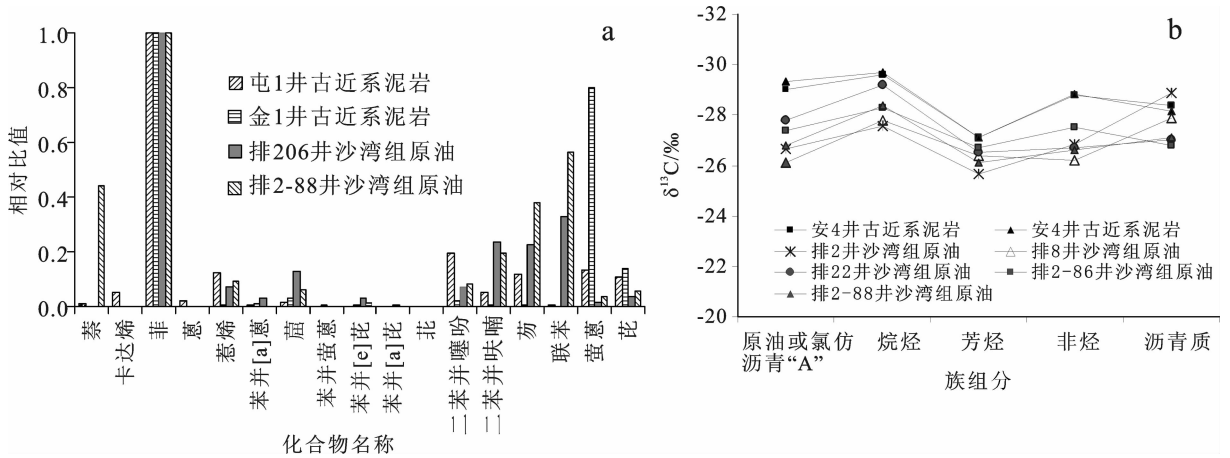 a
相对比值
1.0
0.8
0.6
0.4
0.2
0.0
屯1井古近系泥岩
金1井古近系泥岩
排206井沙湾组原油
排2-88井沙湾组原油
萘
卡达烯
菲
蒽
惹烯
苯并[a]蒽
䓛
苯并萤蒽
苯并[e]芘
苯并[a]芘
北
二苯并噻吩
二苯并呋喃
芴
联苯
萤蒽
芘
化合物名称
b
δ¹³C/‰
-32
-30
-28
-26
-24
-22
-20
安4井古近系泥岩
安4井古近系泥岩
排2井沙湾组原油
排8井沙湾组原油
排22井沙湾组原油
排2-86井沙湾组原油
排2-88井沙湾组原油
原油或氯仿
沥青“A”
烷烃
芳烃
非烃
沥青质
族组分